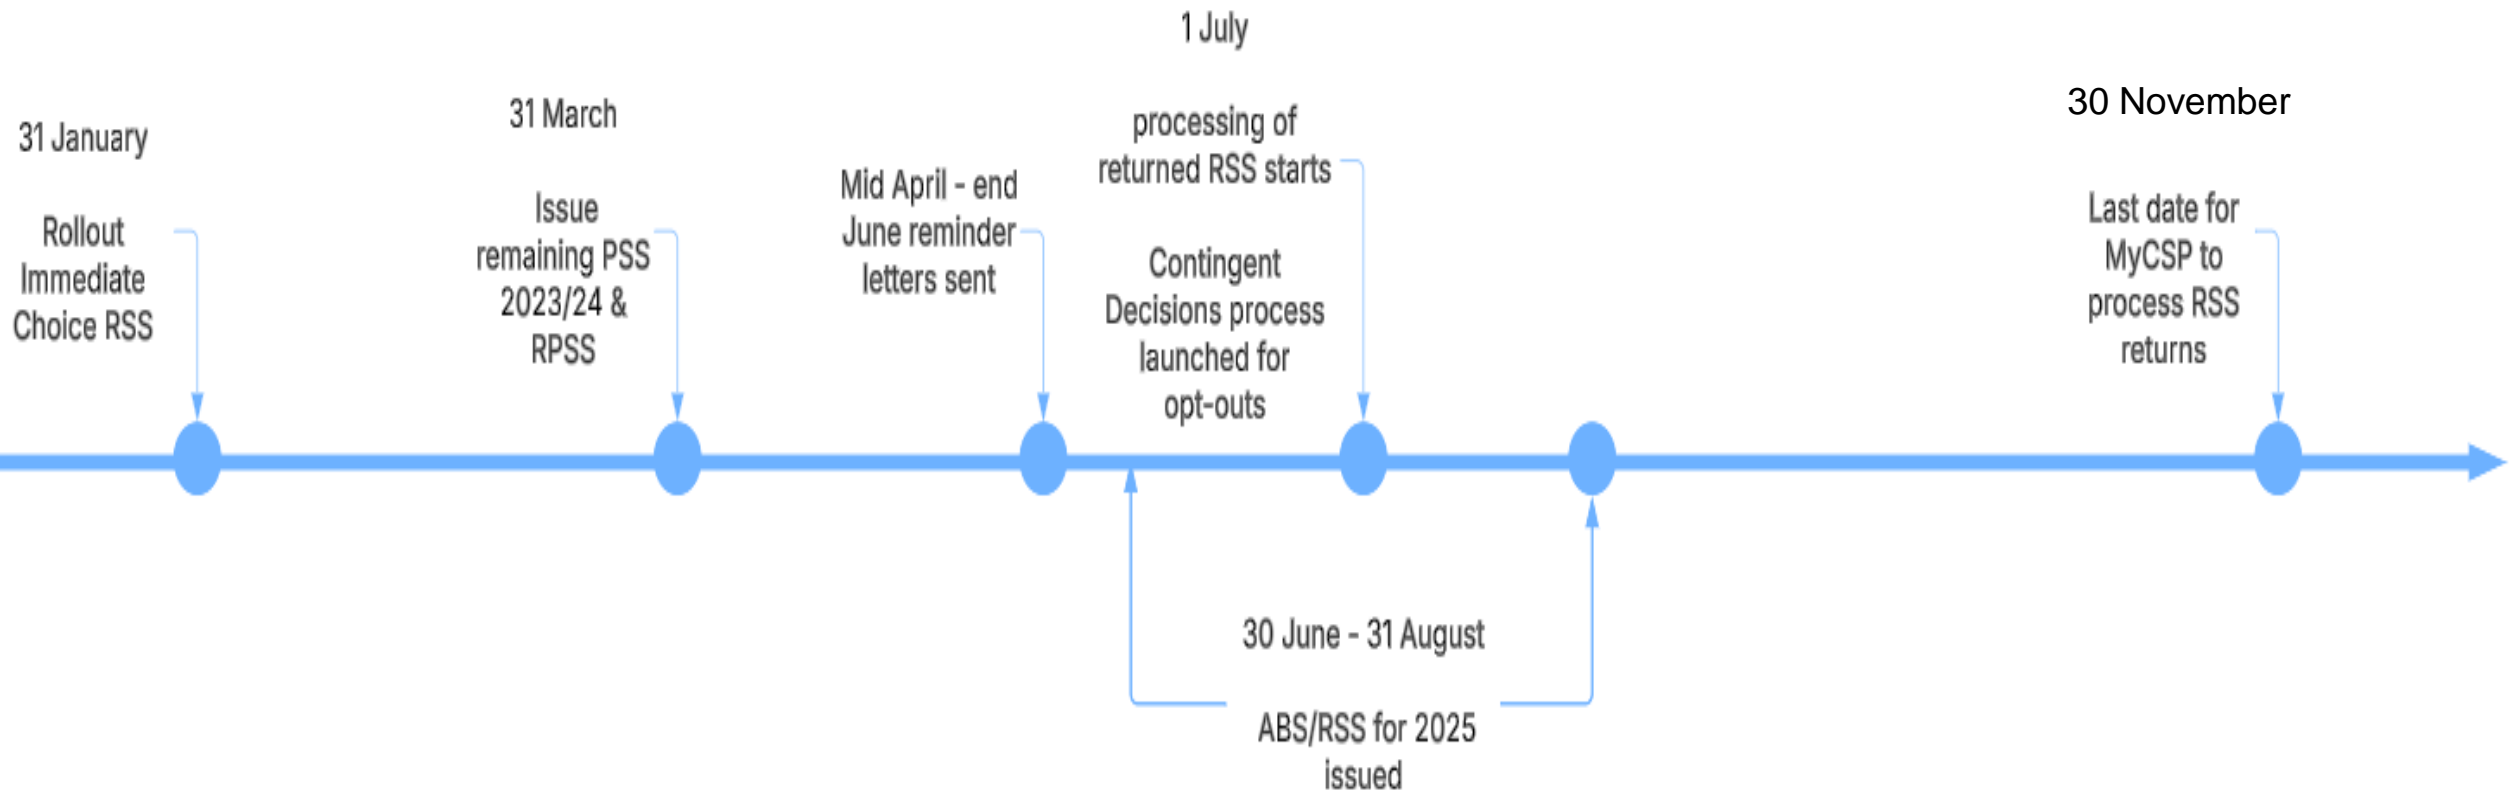 31 January
Rollout
Immediate
Choice RSS
31 March
Issue
remaining PSS
2023/24 &
RPSS
Mid April - end
June reminder
letters sent
1 July
processing of
returned RSS starts
Contingent
Decisions process
launched for
opt-outs
30 June - 31 August
ABS/RSS for 2025
issued
30 November
Last date for
MyCSP to
process RSS
returns